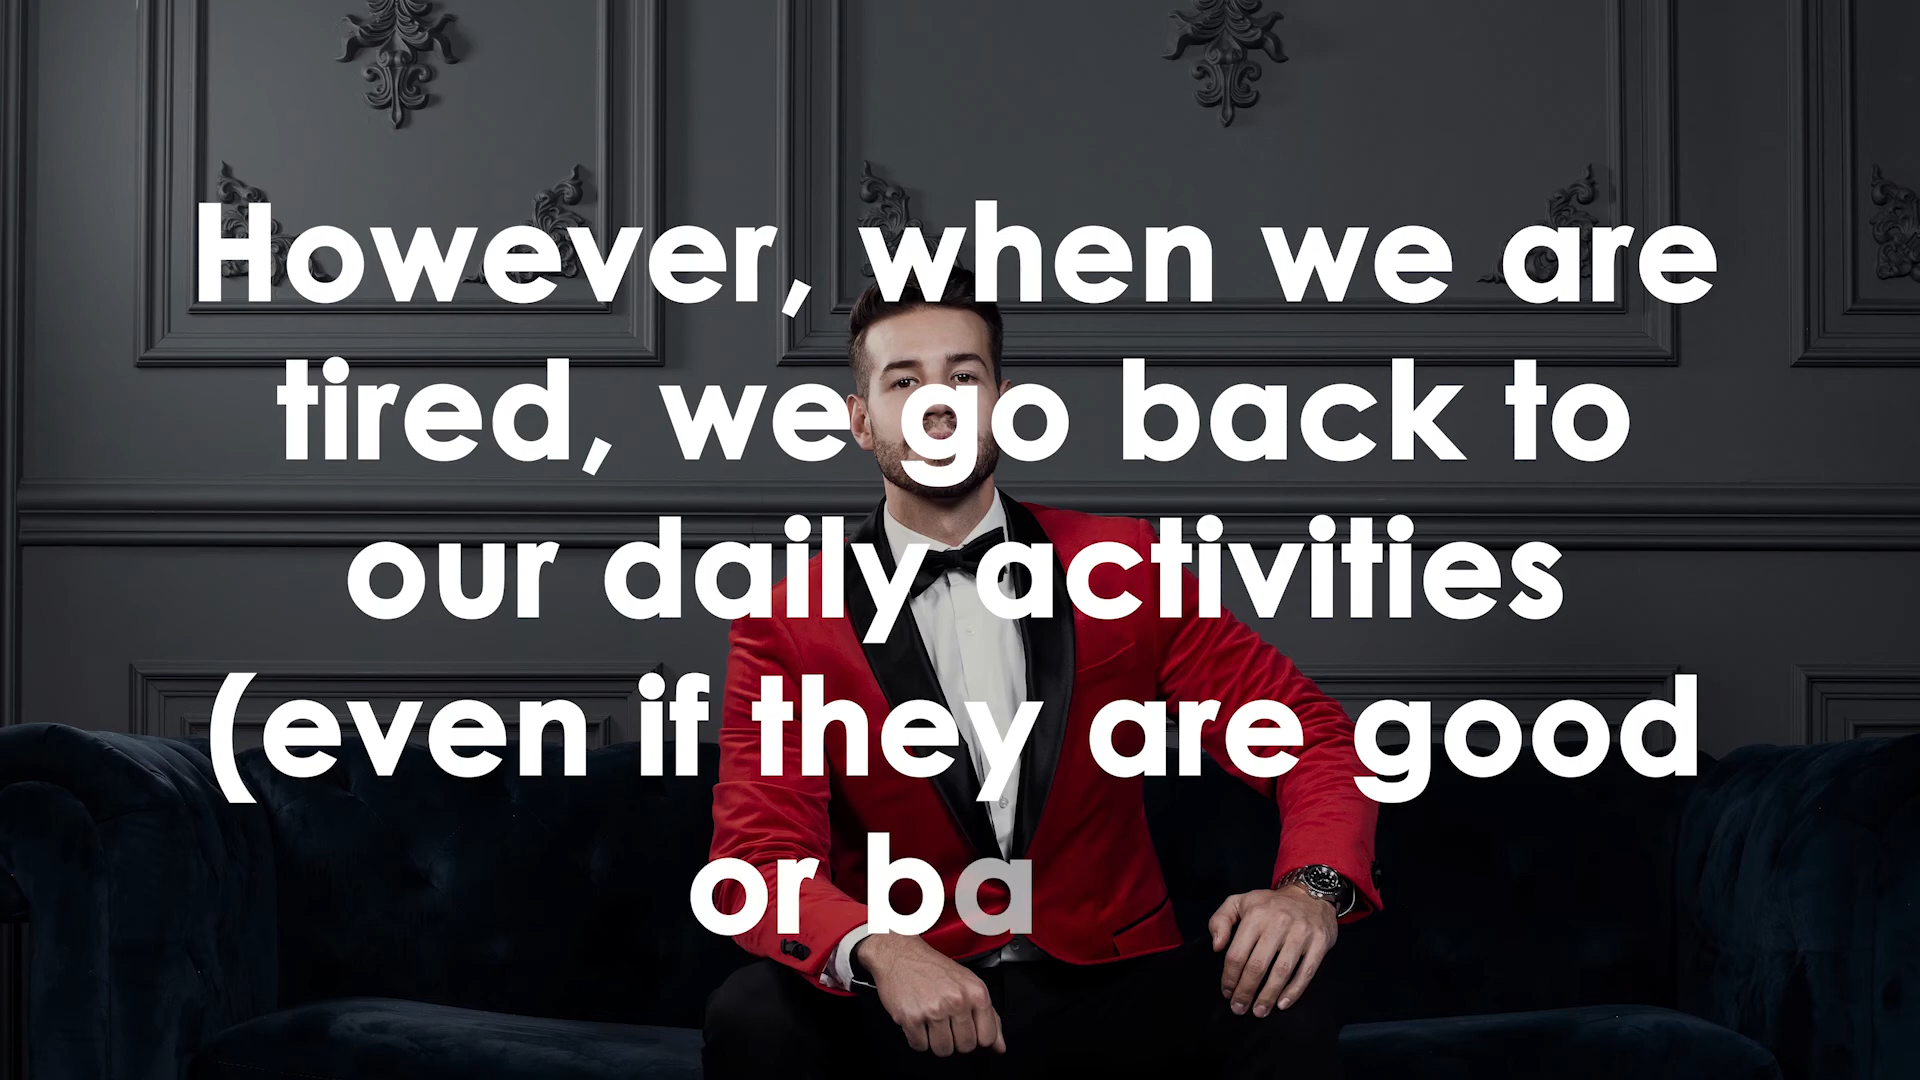 However, when we are
tired, we go back to
our daily activities
(even if they are good
or ba